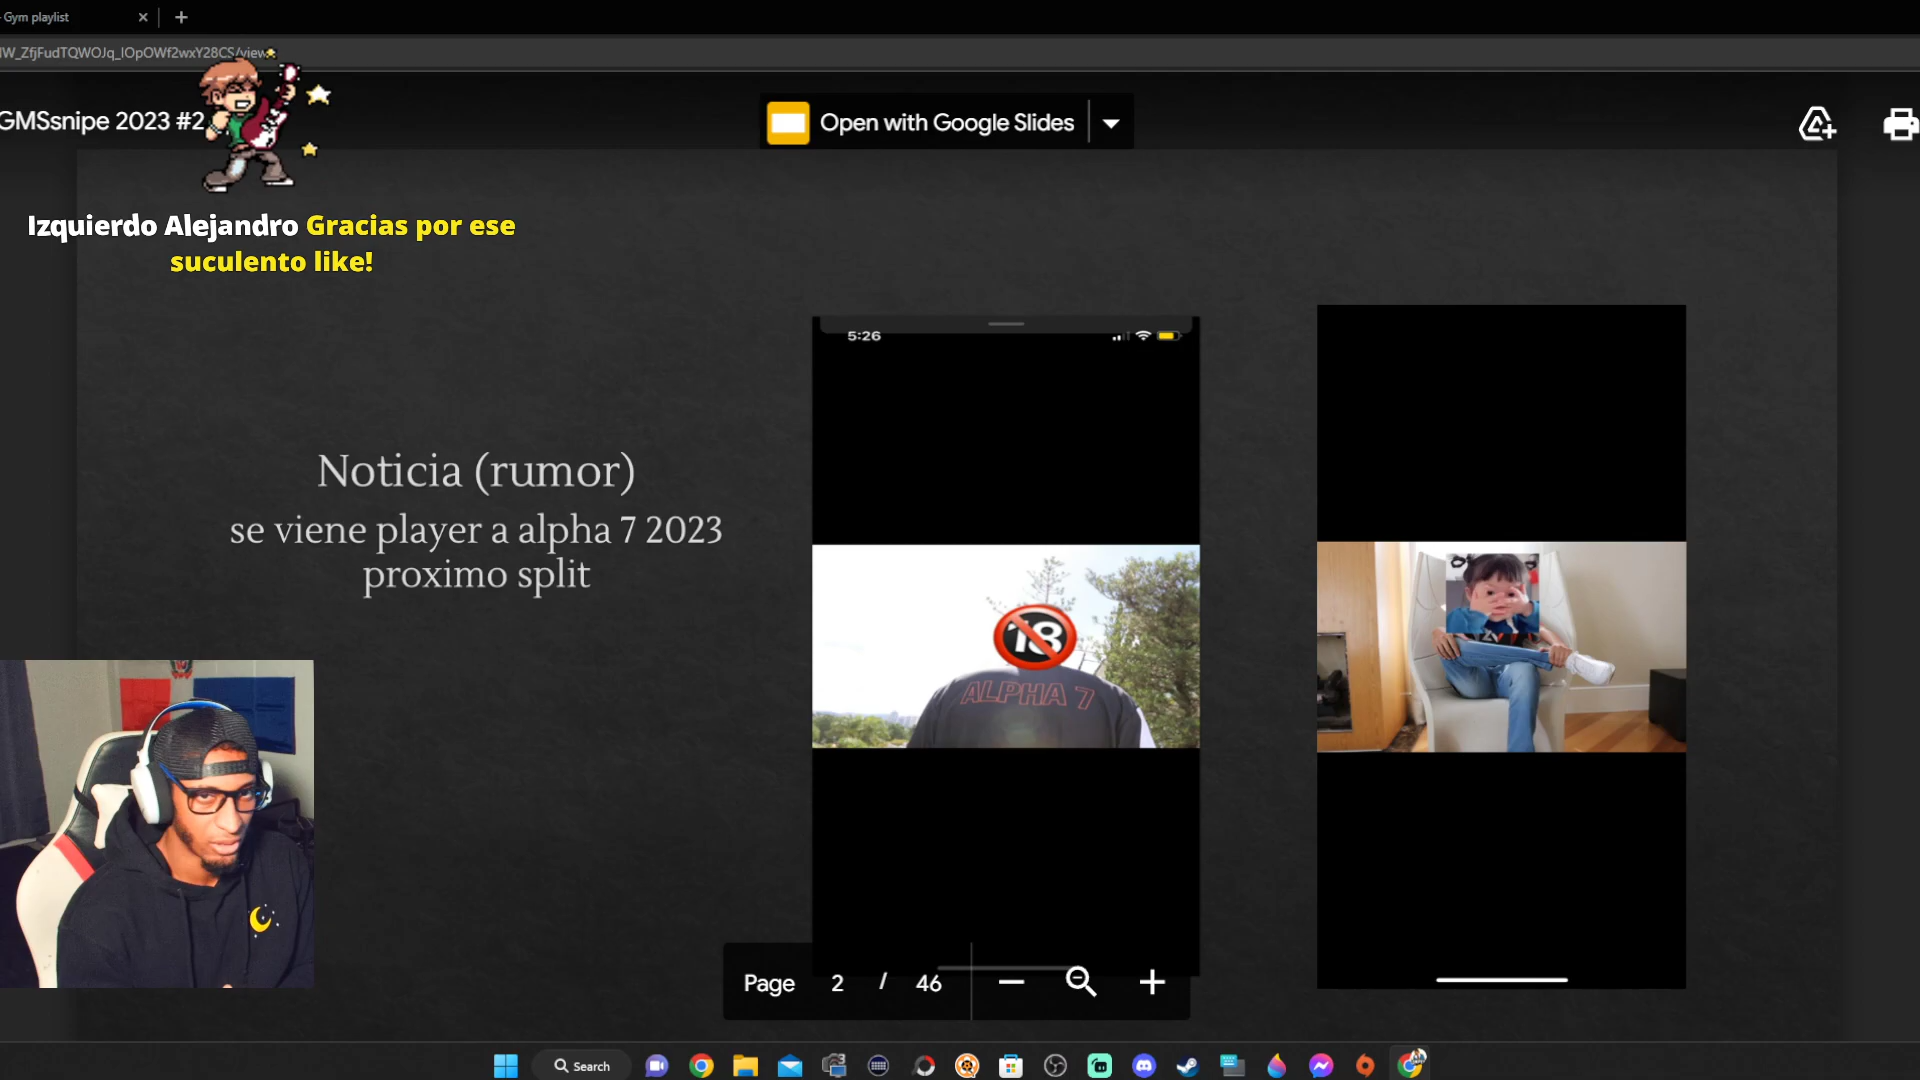 Gym playlist
W_ZfjFudTQWOJq_lOpOWf2wxY28CS/view
GMSsnipe 2023 #2
Open with Google Slides
Izquierdo Alejandro Gracias por ese
suculento like!
5:26
Noticia (rumor)
se viene player a alpha 7 2023
proximo split
18
ALPHA 7
Page 2 / 46
Search